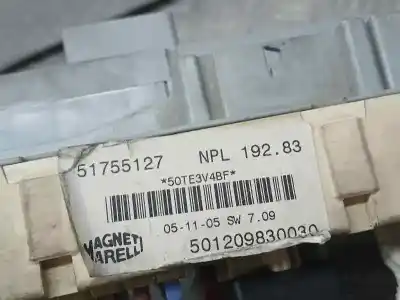 51755127 NPL 192.83
*50TE3V4BF*
05-11-05 SW 7.09
MAGNETI
MARELLI
501209830030